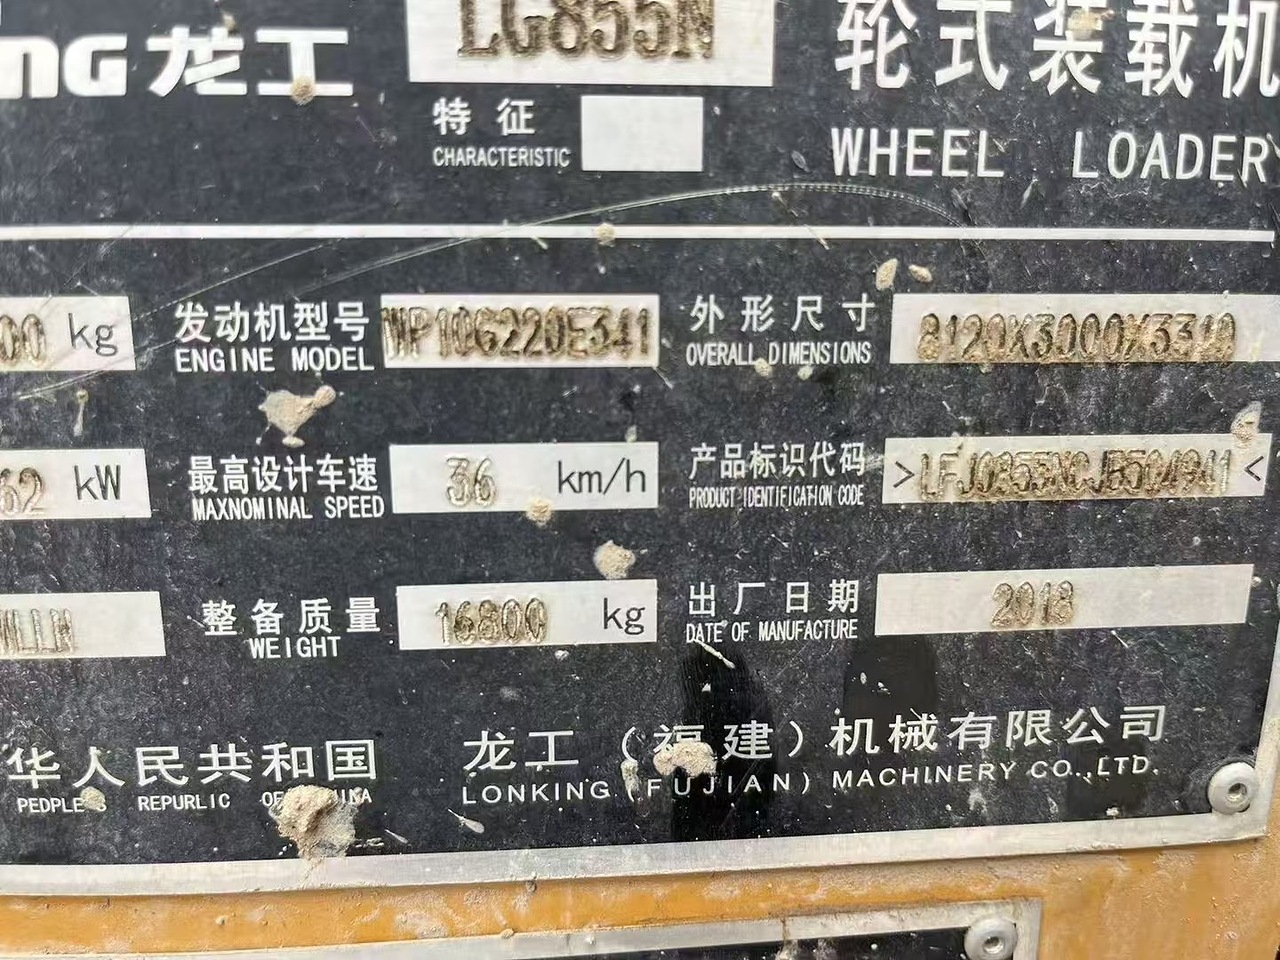 NG 龙工 LG855N 轮式装载机
特征
CHARACTERISTIC
WHEEL LOADER
00 kg 发动机型号 WP10G220E341 外形尺寸 8120X3000X3310
ENGINE MODEL OVERALL DIMENSIONS
62 kW 最高设计车速 36 km/h 产品标识代码
MAXNOMINAL SPEED PRODUCT IDENTIFICATION CODE
整备质量 16800 kg 出厂日期 2018
WEIGHT DATE OF MANUFACTURE
华人民共和国 龙工（福建）机械有限公司
REPURLIC LONKING (FUJIAN) MACHINERY CO.,LTD.